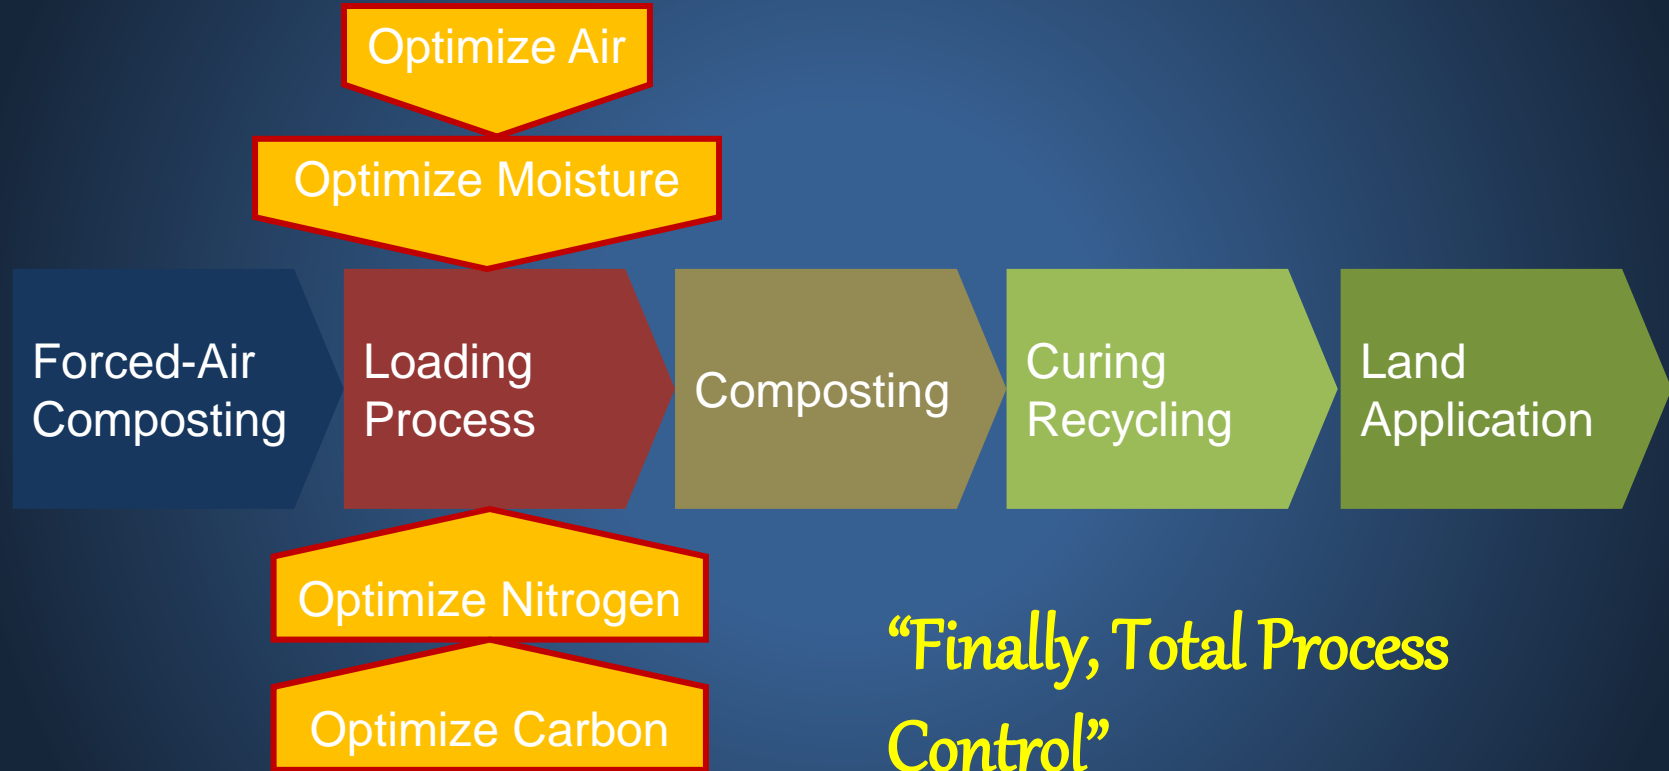 Optimize Air
Optimize Moisture
Forced-Air
Composting
Loading
Process
Composting
Curing
Recycling
Land
Application
Optimize Nitrogen
Optimize Carbon
“Finally, Total Process
Control”